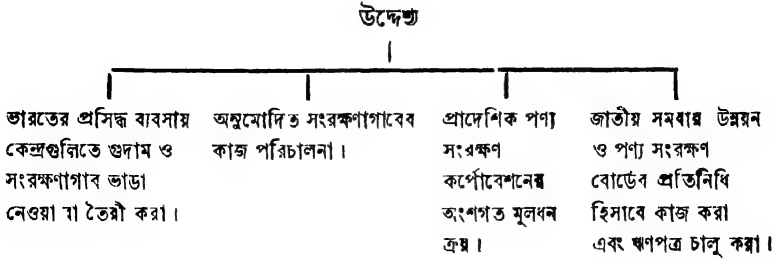 উদ্দেশ্য
ভারতের প্রসিদ্ধ ব্যবসায়
কেন্দ্রগুলিতে গুদাম ও
সংরক্ষণাগাব ভাডা
নেওয়া বা তৈরী করা।
অনুমোদিত সংরক্ষণাগাবেব
কাজ পরিচালনা।
প্রাদেশিক পণ্য
সংরক্ষণ
কর্পোবেশনের
অংশগত মূলধন
ক্রয়।
জাতীয় সমবায় উন্নয়ন
ও পণ্য সংরক্ষণ
বোর্ডের প্রতিনিধি
হিসাবে কাজ করা
এবং ঋণপত্র চালু করা।